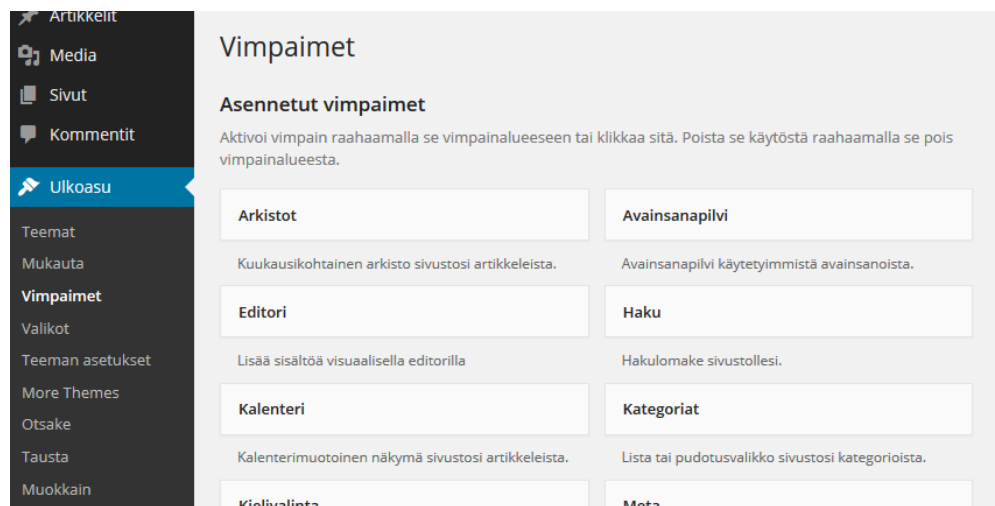 Artikkelit
Media
Sivut
Kommentit
Ulkoasu
Teemat
Mukauta
Vimpaimet
Valikot
Teeman asetukset
More Themes
Otsake
Tausta
Muokkain
Vimpaimet
Asennetut vimpaimet
Aktivoi vimpain raahaamalla se vimpainalueeseen tai klikkaa sitä. Poista se käytöstä raahaamalla se pois
vimpainalueesta.
Arkistot
Kuukausikohtainen arkisto sivustosi artikkeleista.
Avainsanapilvi
Avainsanapilvi käytetyimmistä avainsanoista.
Editori
Lisää sisältöä visuaalisella editorilla
Haku
Hakulomake sivustollesi.
Kalenteri
Kalenterimuotoinen näkymä sivustosi artikkeleista.
Kategoriat
Lista tai pudotusvalikko sivustosi kategorioista.
Kielivalinta
Meta